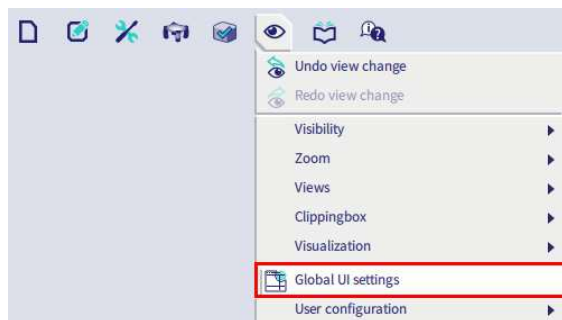 Undo view change
Redo view change
Visibility
Zoom
Views
Clippingbox
Visualization
Global UI settings
User configuration